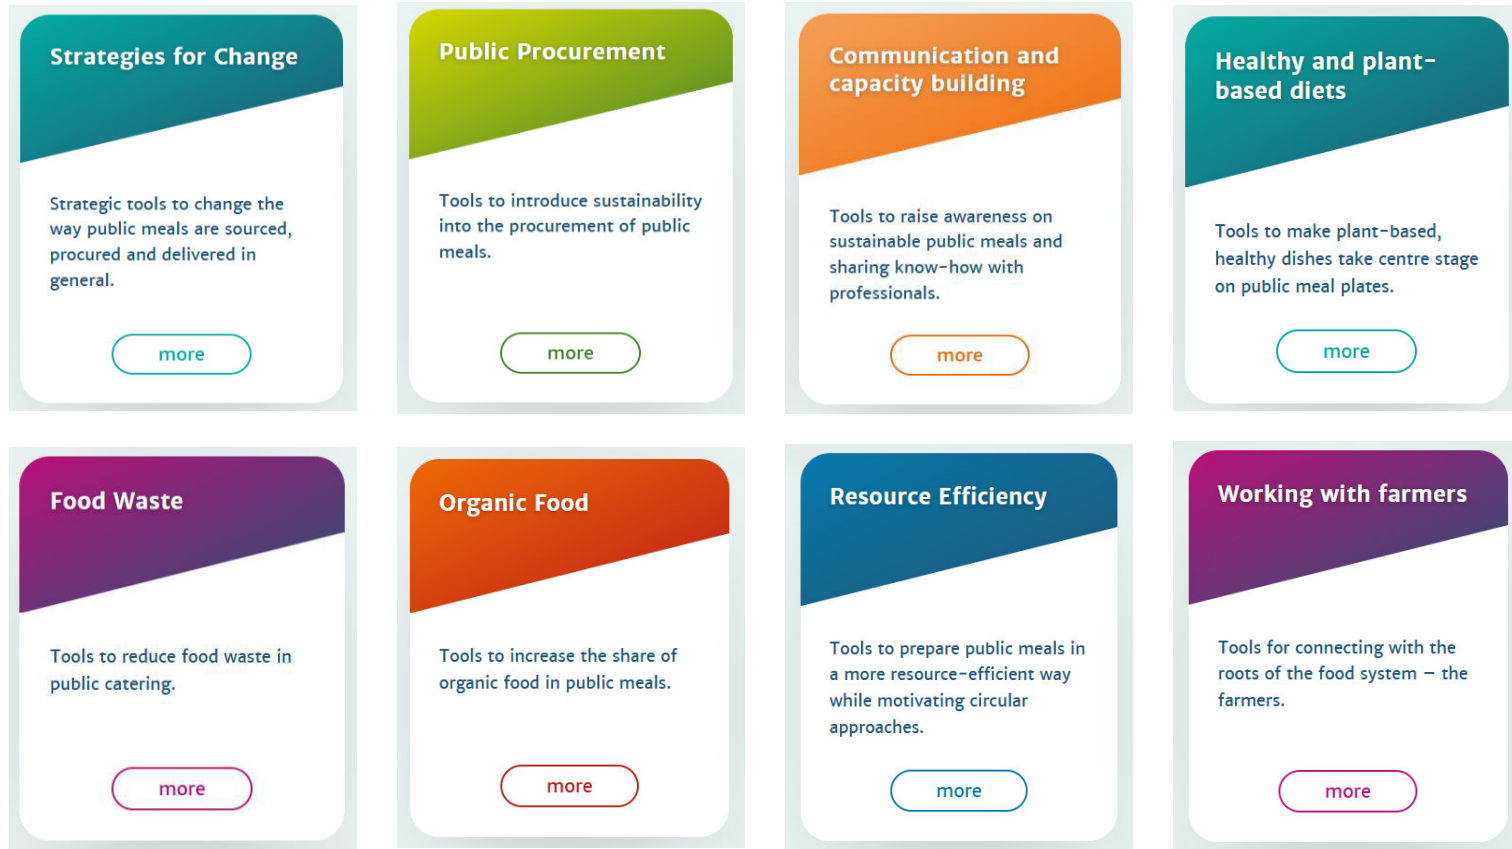 Strategies for Change
Strategic tools to change the
way public meals are sourced,
procured and delivered in
general.
more
Public Procurement
Tools to introduce sustainability
into the procurement of public
meals.
more
Communication and
capacity building
Tools to raise awareness on
sustainable public meals and
sharing know-how with
professionals.
more
Healthy and plant-
based diets
Tools to make plant-based,
healthy dishes take centre stage
on public meal plates.
more
Food Waste
Tools to reduce food waste in
public catering.
more
Organic Food
Tools to increase the share of
organic food in public meals.
more
Resource Efficiency
Tools to prepare public meals in
a more resource-efficient way
while motivating circular
approaches.
more
Working with farmers
Tools for connecting with the
roots of the food system – the
farmers.
more